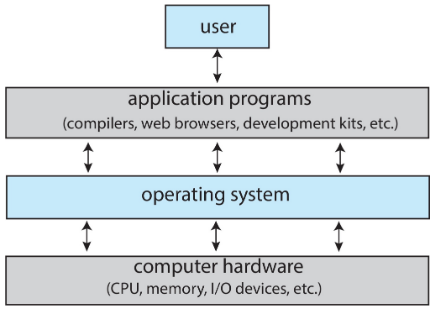 user
application programs
(compilers, web browsers, development kits, etc.)
operating system
computer hardware
(CPU, memory, I/O devices, etc.)